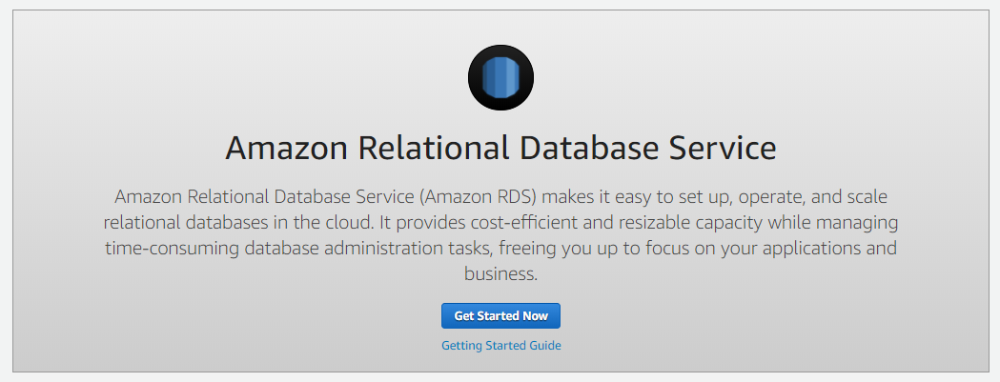 Amazon Relational Database Service
Amazon Relational Database Service (Amazon RDS) makes it easy to set up, operate, and scale
relational databases in the cloud. It provides cost-efficient and resizable capacity while managing
time-consuming database administration tasks, freeing you up to focus on your applications and
business.
Get Started Now
Getting Started Guide